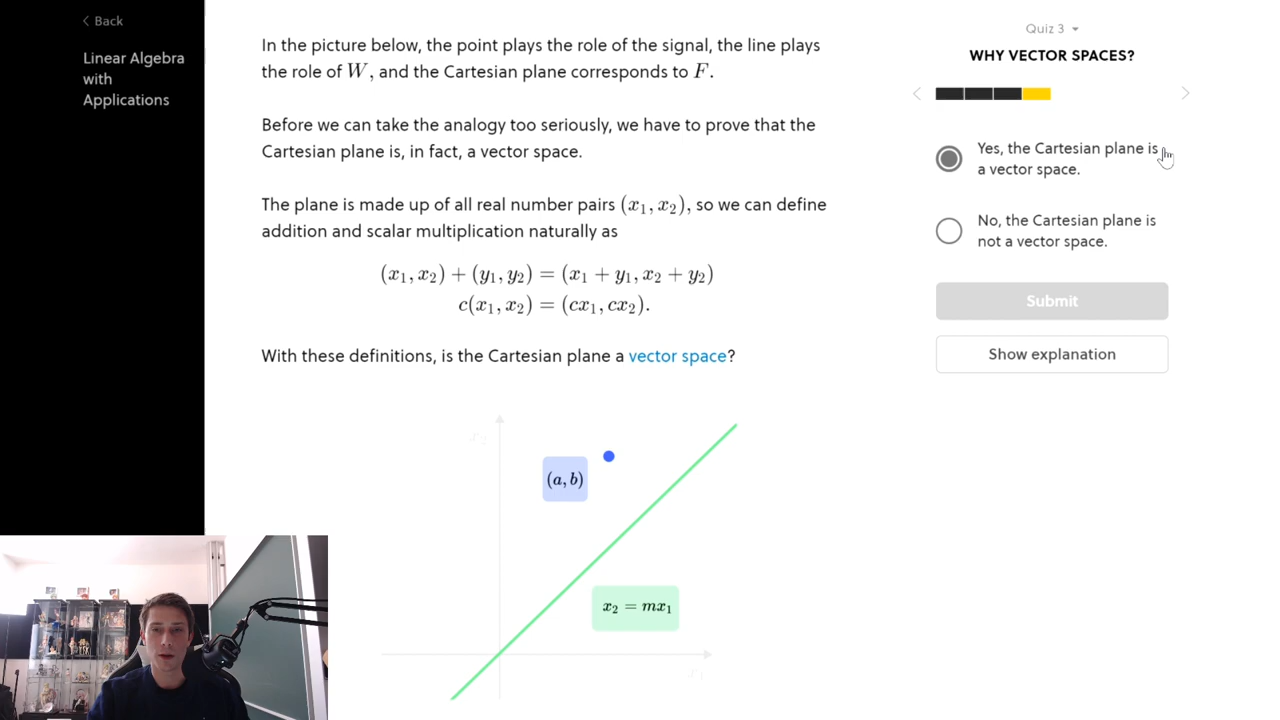 Back
Linear Algebra
with
Applications
In the picture below, the point plays the role of the signal, the line plays
the role of W, and the Cartesian plane corresponds to F.
Before we can take the analogy too seriously, we have to prove that the
Cartesian plane is, in fact, a vector space.
The plane is made up of all real number pairs (x₁, x₂), so we can define
addition and scalar multiplication naturally as
(x₁, x₂) + (y₁, y₂) = (x₁ + y₁, x₂ + y₂)
c(x₁, x₂) = (cx₁, cx₂).
With these definitions, is the Cartesian plane a vector space?
x₂
(a, b)
x₂ = mx₁
x₁
Quiz 3
WHY VECTOR SPACES?
Yes, the Cartesian plane is
a vector space.
No, the Cartesian plane is
not a vector space.
Submit
Show explanation